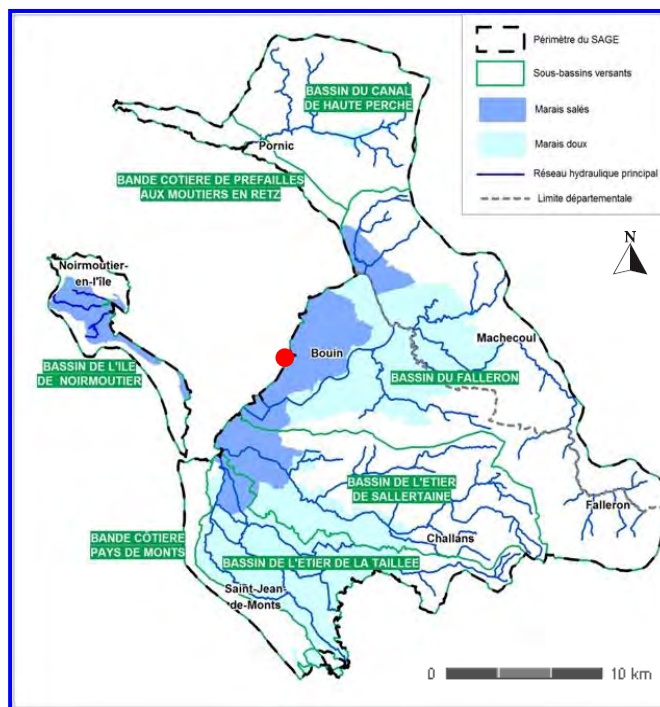 Périmètre du SAGE
Sous-bassins versants
Marais salés
Marais doux
Réseau hydraulique principal
Limite départementale
N
BASSIN DU CANAL
DE HAUTE PERCHE
Pornic
BANDE COTIERE DE PREFAILLES
AUX MOUTIERS EN RETZ
Noirmoutier-
en-l'île
BASSIN DE L'ILE
DE NOIRMOUTIER
Bouin
Machecoul
BASSIN DU FALLERON
BASSIN DE L'ETIER
DE SALLERTAINE
Falleron
BANDE CÔTIERE
PAYS DE MONTS
Challans
BASSIN DE L'ETIER DE LA TAILLEE
Saint-Jean-
de-Monts
0 10 km